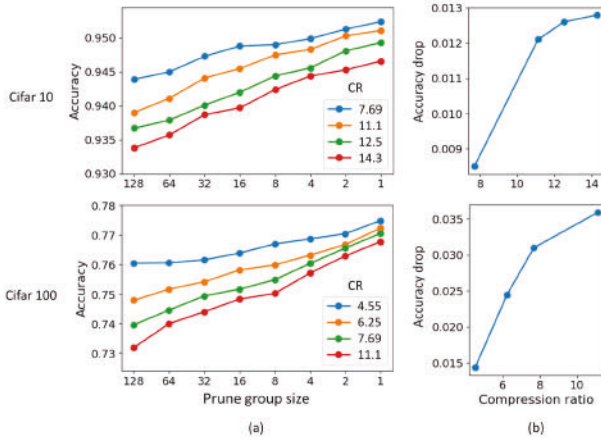 Cifar 10
Accuracy
0.950
0.945
0.940
0.935
0.930
128 64 32 16 8 4 2 1
CR
7.69
11.1
12.5
14.3
Accuracy drop
0.013
0.012
0.011
0.010
0.009
8 10 12 14
Cifar 100
Accuracy
0.78
0.77
0.76
0.75
0.74
0.73
128 64 32 16 8 4 2 1
CR
4.55
6.25
7.69
11.1
Prune group size
(a)
Accuracy drop
0.035
0.030
0.025
0.020
0.015
6 8 10
Compression ratio
(b)